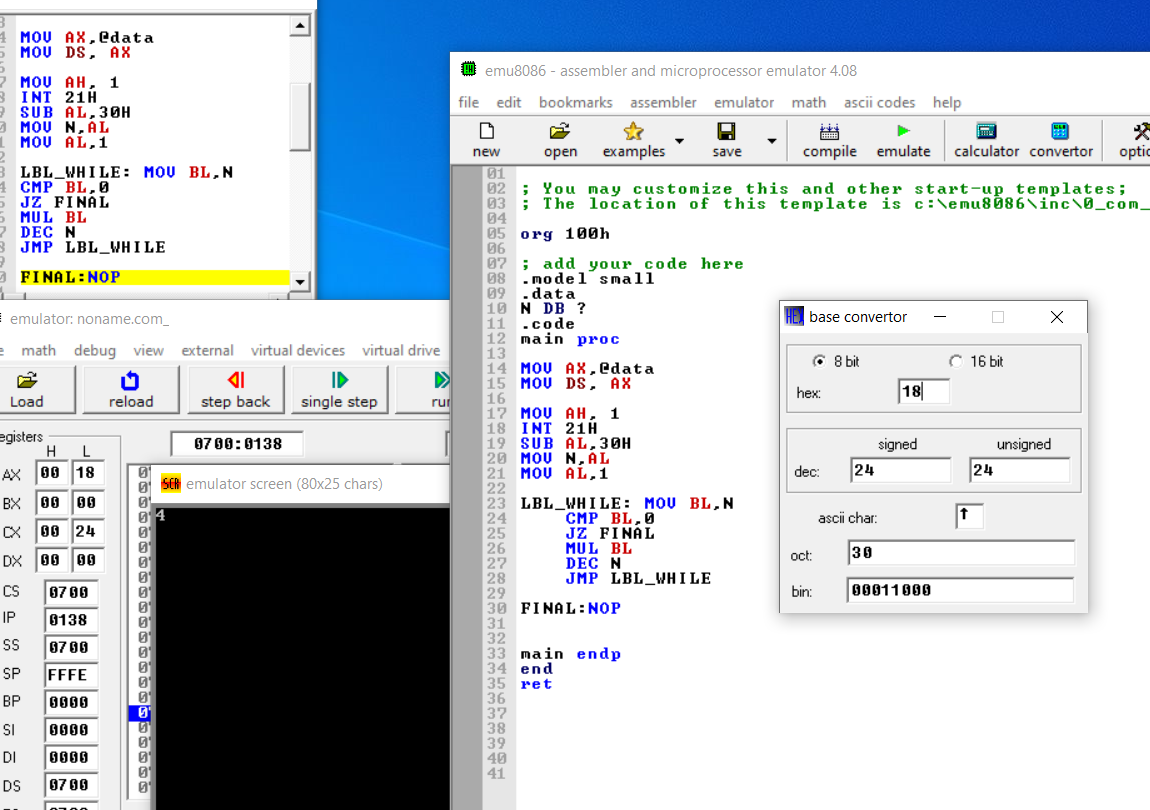 MOV AX,@data
MOV DS, AX
MOV AH, 1
INT 21H
SUB AL,30H
MOV N,AL
MOV AL,1
LBL_WHILE: MOV BL,N
CMP BL,0
JZ FINAL
MUL BL
DEC N
JMP LBL_WHILE
FINAL:NOP
emulator: noname.com_
math debug view external virtual devices virtual drive
Load reload step back single step
0700:0138
H L
AX 00 18
BX 00 00
CX 00 24
DX 00 00
CS 0700
IP 0138
SS 0700
SP FFFE
BP 0000
SI 0000
DI 0000
DS 0700
emulator screen (80x25 chars)
4
emu8086 - assembler and microprocessor emulator 4.08
file edit bookmarks assembler emulator math ascii codes help
new open examples save compile emulate calculator convertor
01
02 ; You may customize this and other start-up templates;
03 ; The location of this template is c:\emu8086\inc\0_com_
04
05 org 100h
06
07 ; add your code here
08 .model small
09 .data
10 N DB ?
11 .code
12 main proc
13
14 MOV AX,@data
15 MOV DS, AX
16
17 MOV AH, 1
18 INT 21H
19 SUB AL,30H
20 MOV N,AL
21 MOV AL,1
22
23 LBL_WHILE: MOV BL,N
24 CMP BL,0
25 JZ FINAL
26 MUL BL
27 DEC N
28 JMP LBL_WHILE
29
30 FINAL:NOP
31
32
33 main endp
34 end
35 ret
36
37
38
39
40
41
HEX base convertor
8 bit 16 bit
hex: 18
signed unsigned
dec: 24 24
ascii char: ↑
oct: 30
bin: 00011000